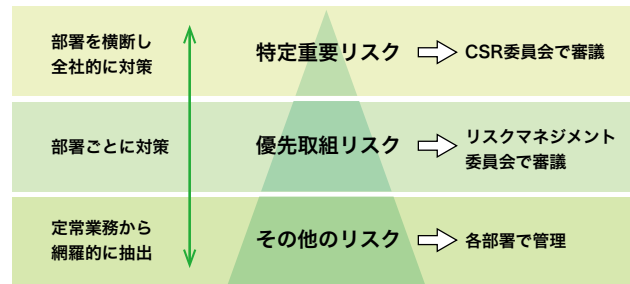 部署を横断し
全社的に対策
特定重要リスク
CSR委員会で審議
部署ごとに対策
優先取組リスク
リスクマネジメント
委員会で審議
定常業務から
網羅的に抽出
その他のリスク
各部署で管理